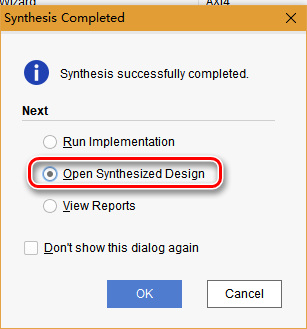 Wizard
AXI4
Synthesis Completed
Synthesis successfully completed.
Next
Run Implementation
Open Synthesized Design
View Reports
Don't show this dialog again
OK
Cancel